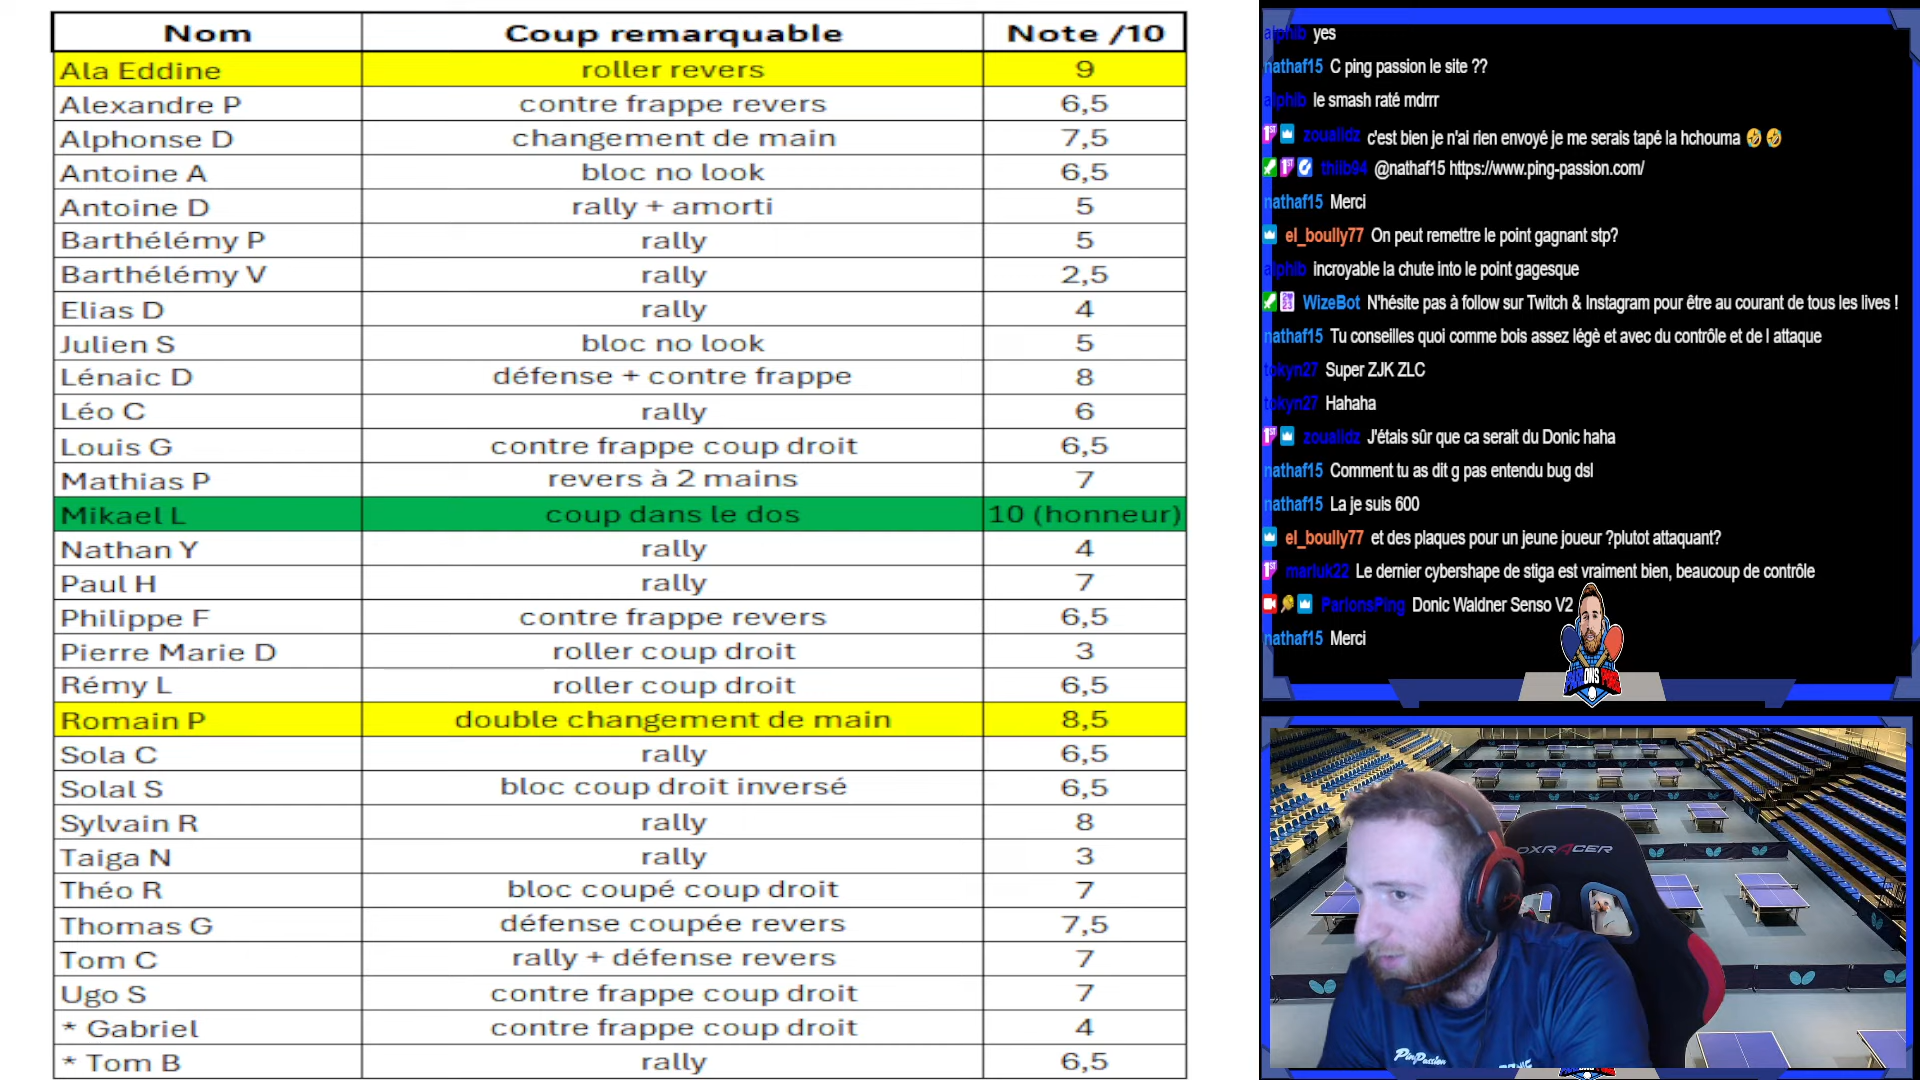 Nom Coup remarquable Note /10
Ala Eddine roller revers 9
Alexandre P contre frappe revers 6,5
Alphonse D changement de main 7,5
Antoine A bloc no look 6,5
Antoine D rally + amorti 5
Barthélémy P rally 5
Barthélémy V rally 2,5
Elias D rally 4
Julien S bloc no look 5
Lénaic D défense + contre frappe 8
Léo C rally 6
Louis G contre frappe coup droit 6,5
Mathias P revers à 2 mains 7
Mikael L coup dans le dos 10 (honneur)
Nathan Y rally 4
Paul H rally 7
Philippe F contre frappe revers 6,5
Pierre Marie D roller coup droit 3
Rémy L roller coup droit 6,5
Romain P double changement de main 8,5
Sola C rally 6,5
Solal S bloc coup droit inversé 6,5
Sylvain R rally 8
Taiga N rally 3
Théo R bloc coupé coup droit 7
Thomas G défense coupée revers 7,5
Tom C rally + défense revers 7
Ugo S contre frappe coup droit 7
* Gabriel contre frappe coup droit 4
* Tom B rally 6,5
alphib yes
nathaf15 C ping passion le site ??
alphib le smash raté mdrrr
zoualidz c'est bien je n'ai rien envoyé je me serais tapé la hchouma 🤣 🤣
thiib94 @nathaf15 https://www.ping-passion.com/
nathaf15 Merci
el_boully77 On peut remettre le point gagnant stp?
alphib incroyable la chute into le point gagesque
WizeBot N'hésite pas à follow sur Twitch & Instagram pour être au courant de tous les lives !
nathaf15 Tu conseilles quoi comme bois assez légè et avec du contrôle et de l attaque
tokyn27 Super ZJK ZLC
tokyn27 Hahaha
zoualidz J'étais sûr que ca serait du Donic haha
nathaf15 Comment tu as dit g pas entendu bug dsl
nathaf15 La je suis 600
el_boully77 et des plaques pour un jeune joueur ?plutot attaquant?
marluk22 Le dernier cybershape de stiga est vraiment bien, beaucoup de contrôle
ParlonsPing Donic Waldner Senso V2
nathaf15 Merci
PARLONS PING
DXRACER